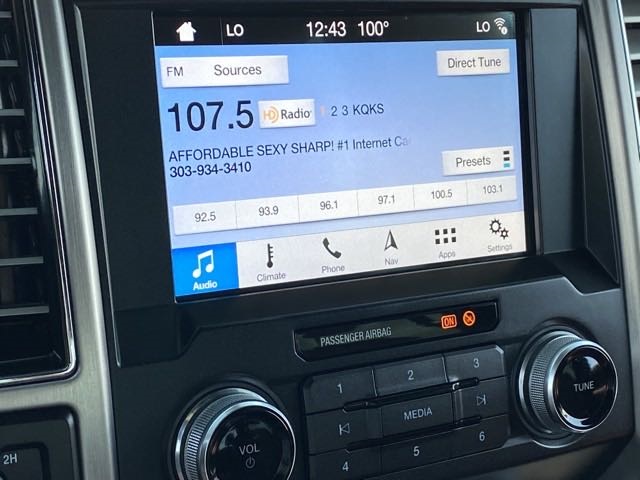 LO 12:43 100° LO
FM Sources Direct Tune
107.5 HD Radio 1 2 3 KQKS
AFFORDABLE SEXY SHARP! #1 Internet Ca
303-934-3410
Presets
92.5 93.9 96.1 97.1 100.5 103.1
Audio Climate Phone Nav Apps Settings
PASSENGER AIRBAG ON
1 2 3
MEDIA
4 5 6
VOL
TUNE
2H